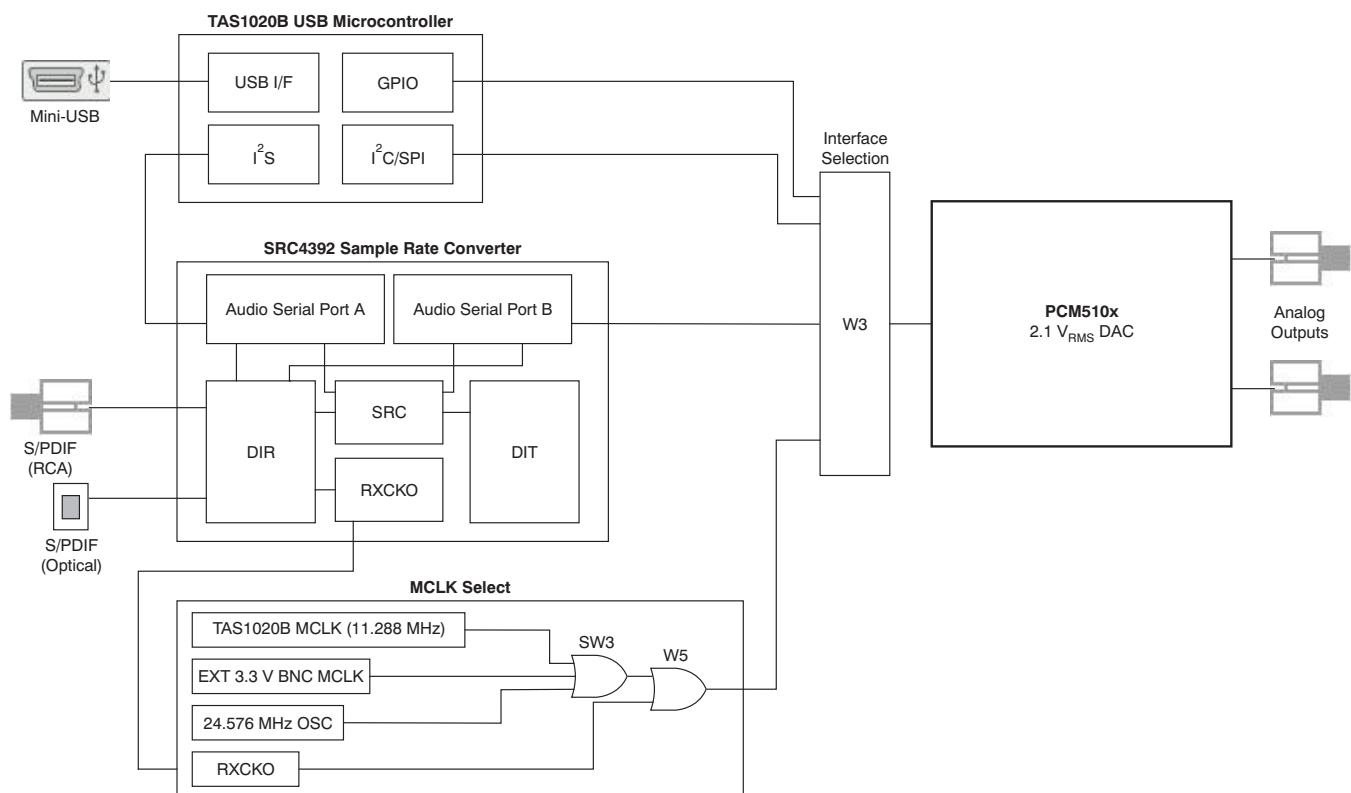 TAS1020B USB Microcontroller
USB I/F
GPIO
Mini-USB
I²S
I²C/SPI
Interface
Selection
SRC4392 Sample Rate Converter
Audio Serial Port A
Audio Serial Port B
W3
PCM510x
2.1 V_RMS DAC
Analog
Outputs
SRC
S/PDIF
(RCA)
DIR
DIT
RXCKO
S/PDIF
(Optical)
MCLK Select
TAS1020B MCLK (11.288 MHz)
SW3
W5
EXT 3.3 V BNC MCLK
24.576 MHz OSC
RXCKO